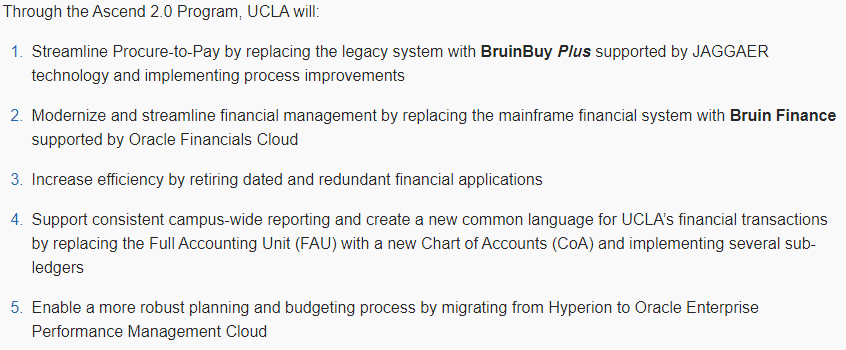 Through the Ascend 2.0 Program, UCLA will:
1. Streamline Procure-to-Pay by replacing the legacy system with BruinBuy Plus supported by JAGGAER
technology and implementing process improvements
2. Modernize and streamline financial management by replacing the mainframe financial system with Bruin Finance
supported by Oracle Financials Cloud
3. Increase efficiency by retiring dated and redundant financial applications
4. Support consistent campus-wide reporting and create a new common language for UCLA's financial transactions
by replacing the Full Accounting Unit (FAU) with a new Chart of Accounts (CoA) and implementing several sub-
ledgers
5. Enable a more robust planning and budgeting process by migrating from Hyperion to Oracle Enterprise
Performance Management Cloud